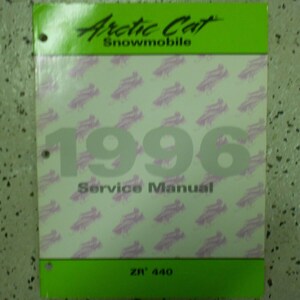 Arctic Cat
Snowmobile
1996
Service Manual
ZR® 440